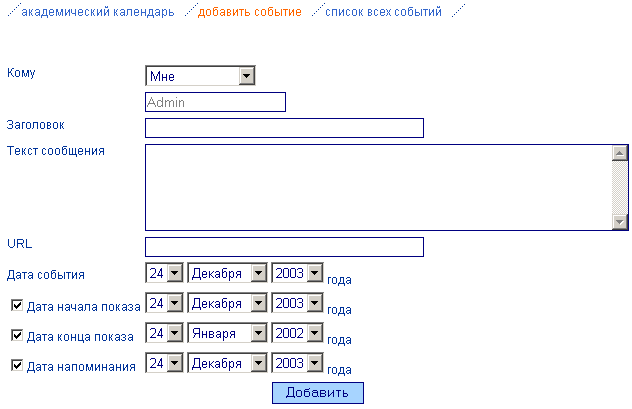 академический календарь добавить событие список всех событий
Кому Мне
Admin
Заголовок
Текст сообщения
URL
Дата события 24 Декабря 2003 года
Дата начала показа 24 Декабря 2003 года
Дата конца показа 24 Января 2002 года
Дата напоминания 24 Декабря 2003 года
Добавить